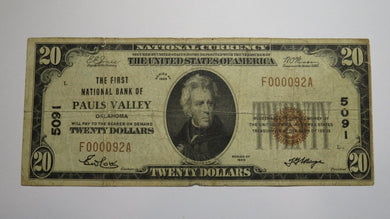 NATIONAL CURRENCY
20 THE UNITED STATES OF AMERICA 20
THE FIRST
NATIONAL BANK OF
PAULS VALLEY
OKLAHOMA
WILL PAY TO THE BEARER ON DEMAND
TWENTY DOLLARS
F000092A
F000092A
5091
5091
SERIES OF
1929
20 TWENTY DOLLARS 20